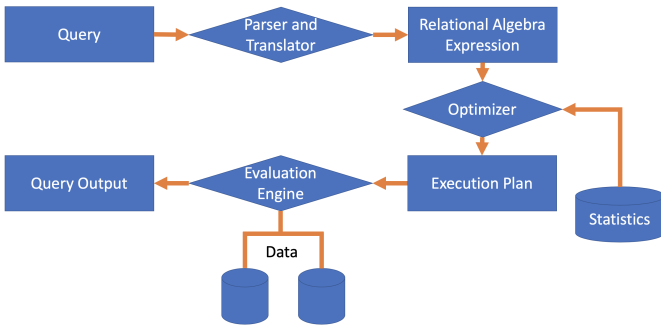 Query
Parser and
Translator
Relational Algebra
Expression
Optimizer
Query Output
Evaluation
Engine
Execution Plan
Statistics
Data